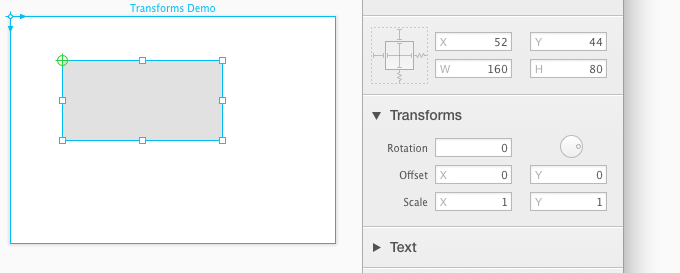 Transforms Demo
X 52 Y 44
W 160 H 80
Transforms
Rotation 0
Offset X 0 Y 0
Scale X 1 Y 1
Text